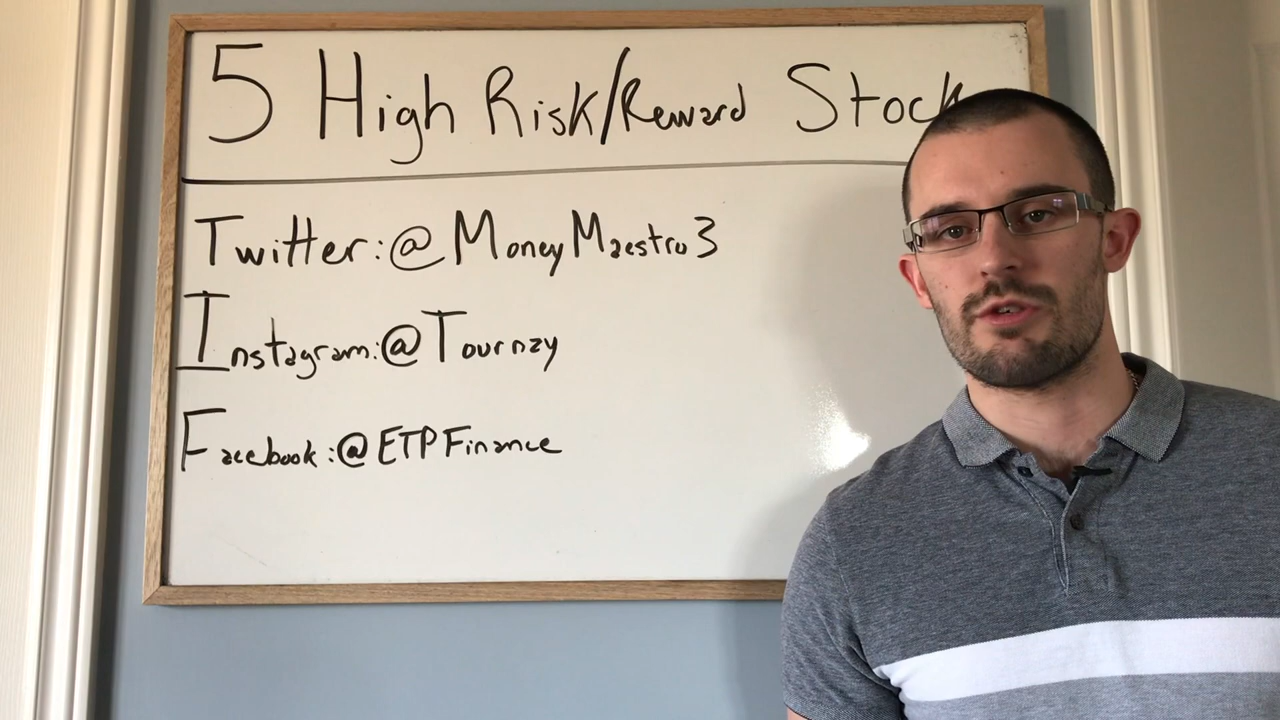 5 High Risk/Reward Stock
Twitter:@MoneyMaestro3
Instagram:@Tournzy
Facebook:@ETPFinance